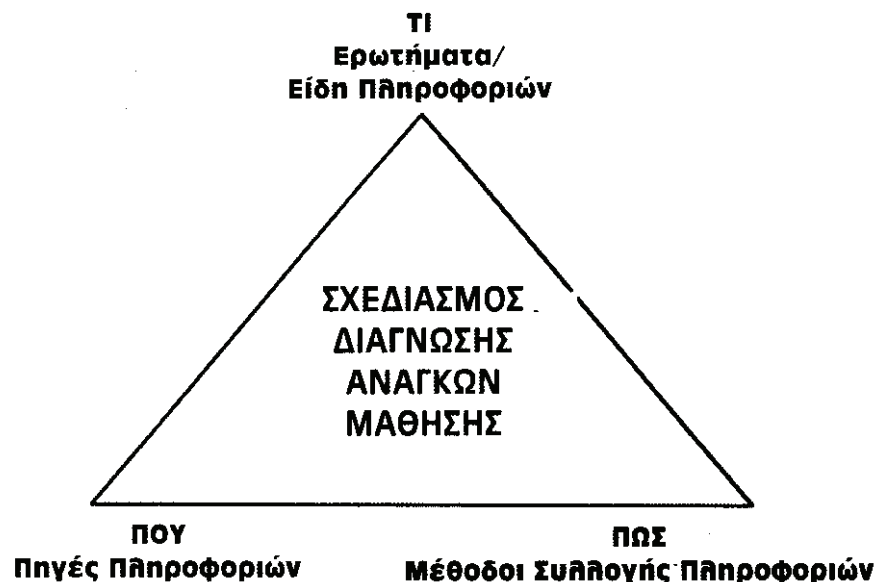 ΤΙ
Ερωτήματα/
Είδη Πληροφοριών
ΣΧΕΔΙΑΣΜΟΣ
ΔΙΑΓΝΩΣΗΣ
ΑΝΑΓΚΩΝ
ΜΑΘΗΣΗΣ
ΠΟΥ
Πηγές Πληροφοριών
ΠΩΣ
Μέθοδοι Συλλογής Πληροφοριών